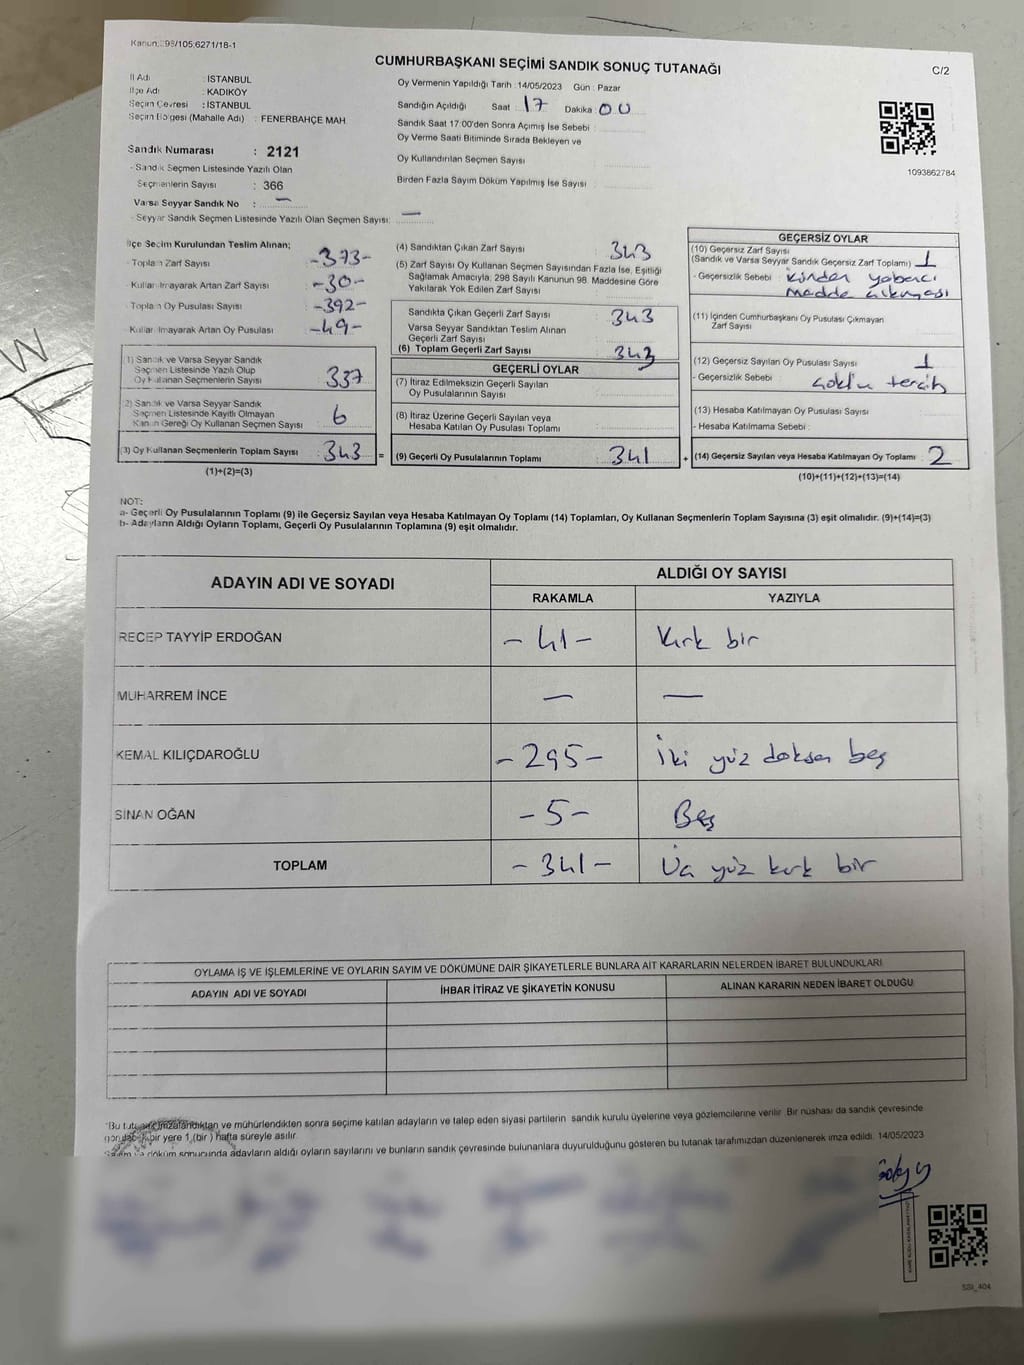 Kanun: 298/105;6271/18-1
CUMHURBAŞKANI SEÇİMİ SANDIK SONUÇ TUTANAĞI
C/2
İl Adı : İSTANBUL
İlçe Adı : KADIKÖY
Seçim Çevresi : İSTANBUL
Seçim Bölgesi (Mahalle Adı) : FENERBAHÇE MAH.
Sandık Numarası : 2121
- Sandık Seçmen Listesinde Yazılı Olan
Seçmenlerin Sayısı : 366
Varsa Seyyar Sandık No : —
- Seyyar Sandık Seçmen Listesinde Yazılı Olan Seçmen Sayısı: —
Oy Vermenin Yapıldığı Tarih : 14/05/2023 Gün : Pazar
Sandığın Açıldığı Saat : 17 Dakika : 00
Sandık Saat 17:00'den Sonra Açımış İse Sebebi :
Oy Verme Saati Bitiminde Sırada Bekleyen ve
Oy Kullandırılan Seçmen Sayısı :
Birden Fazla Sayım Döküm Yapılmış İse Sayısı :
1093862784
İlçe Seçim Kurulundan Teslim Alınan;
- Toplam Zarf Sayısı : -373-
- Kullanılmayarak Artan Zarf Sayısı : -30-
- Toplam Oy Pusulası Sayısı : -392-
- Kullanılmayarak Artan Oy Pusulası : -49-
(1) Sandık ve Varsa Seyyar Sandık
Seçmen Listesinde Yazılı Olup
Oy Kullanan Seçmenlerin Sayısı : 337
(2) Sandık ve Varsa Seyyar Sandık
Seçmen Listesinde Kayıtlı Olmayan
Kanun Gereği Oy Kullanan Seçmen Sayısı : 6
(3) Oy Kullanan Seçmenlerin Toplam Sayısı : 343 =
(1)+(2)=(3)
(4) Sandıktan Çıkan Zarf Sayısı : 343
(5) Zarf Sayısı Oy Kullanan Seçmen Sayısından Fazla İse, Eşitliği
Sağlamak Amacıyla, 298 Sayılı Kanunun 98. Maddesine Göre
Yakılarak Yok Edilen Zarf Sayısı :
Sandıkta Çıkan Geçerli Zarf Sayısı : 343
Varsa Seyyar Sandıktan Teslim Alınan
Geçerli Zarf Sayısı :
(6) Toplam Geçerli Zarf Sayısı : 343
GEÇERLİ OYLAR
(7) İtiraz Edilmeksizin Geçerli Sayılan
Oy Pusulalarının Sayısı :
(8) İtiraz Üzerine Geçerli Sayılan veya
Hesaba Katılan Oy Pusulası Toplamı :
(9) Geçerli Oy Pusulalarının Toplamı : 341 +
GEÇERSİZ OYLAR
(10) Geçersiz Zarf Sayısı
(Sandık ve Varsa Seyyar Sandık Geçersiz Zarf Toplamı) : 1
- Geçersizlik Sebebi : içinden yabancı
madde çıkması
(11) İçinden Cumhurbaşkanı Oy Pusulası Çıkmayan
Zarf Sayısı
(12) Geçersiz Sayılan Oy Pusulası Sayısı : 1
- Geçersizlik Sebebi : çoklu tercih
(13) Hesaba Katılmayan Oy Pusulası Sayısı :
- Hesaba Katılmama Sebebi :
(14) Geçersiz Sayılan veya Hesaba Katılmayan Oy Toplamı : 2
(10)+(11)+(12)+(13)=(14)
NOT:
a- Geçerli Oy Pusulalarının Toplamı (9) ile Geçersiz Sayılan veya Hesaba Katılmayan Oy Toplamı (14) Toplamları, Oy Kullanan Seçmenlerin Toplam Sayısına (3) eşit olmalıdır. (9)+(14)=(3)
b- Adayların Aldığı Oyların Toplamı, Geçerli Oy Pusulalarının Toplamına (9) eşit olmalıdır.
ADAYIN ADI VE SOYADI
ALDIĞI OY SAYISI
RAKAMLA YAZIYLA
RECEP TAYYİP ERDOĞAN -41- Kırk bir
MUHARREM İNCE — —
KEMAL KILIÇDAROĞLU -295- İki yüz doksan beş
SİNAN OĞAN -5- Beş
TOPLAM -341- Üç yüz kırk bir
OYLAMA İŞ VE İŞLEMLERİNE VE OYLARIN SAYIM VE DÖKÜMÜNE DAİR ŞİKAYETLERLE BUNLARA AİT KARARLARIN NELERDEN İBARET BULUNDUKLARI
ADAYIN ADI VE SOYADI İHBAR İTİRAZ VE ŞİKAYETİN KONUSU ALINAN KARARIN NEDEN İBARET OLDUĞU
"Bu tutanak imzalandıktan ve mühürlendikten sonra seçime katılan adayların ve talep eden siyasi partilerin sandık kurulu üyelerine veya gözlemcilerine verilir. Bir nüshası da sandık çevresinde
görülebilir bir yere 1 (bir) hafta süreyle asılır.
Sayım ve döküm sonucunda adayların aldığı oyların sayılarını ve bunların sandık çevresinde bulunanlara duyurulduğunu gösteren bu tutanak tarafımızdan düzenlenerek imza edildi. 14/05/2023
SSI_404